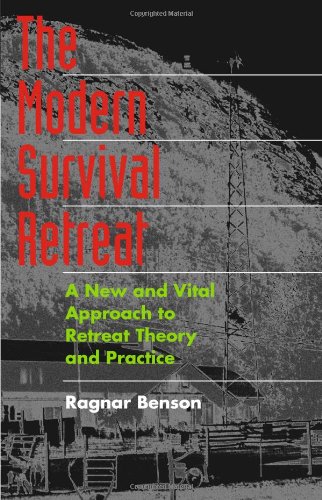 The
Modern
Survival
Retreat
A New and Vital
Approach to
Retreat Theory
and Practice
Ragnar Benson